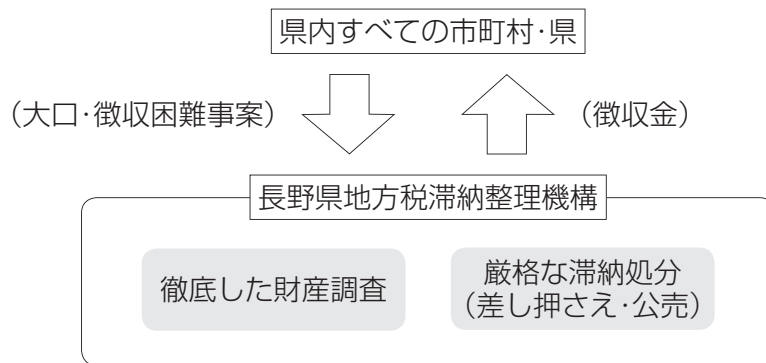 県内すべての市町村・県
(大口・徴収困難事案)
(徴収金)
長野県地方税滞納整理機構
徹底した財産調査
厳格な滞納処分
(差し押さえ・公売)